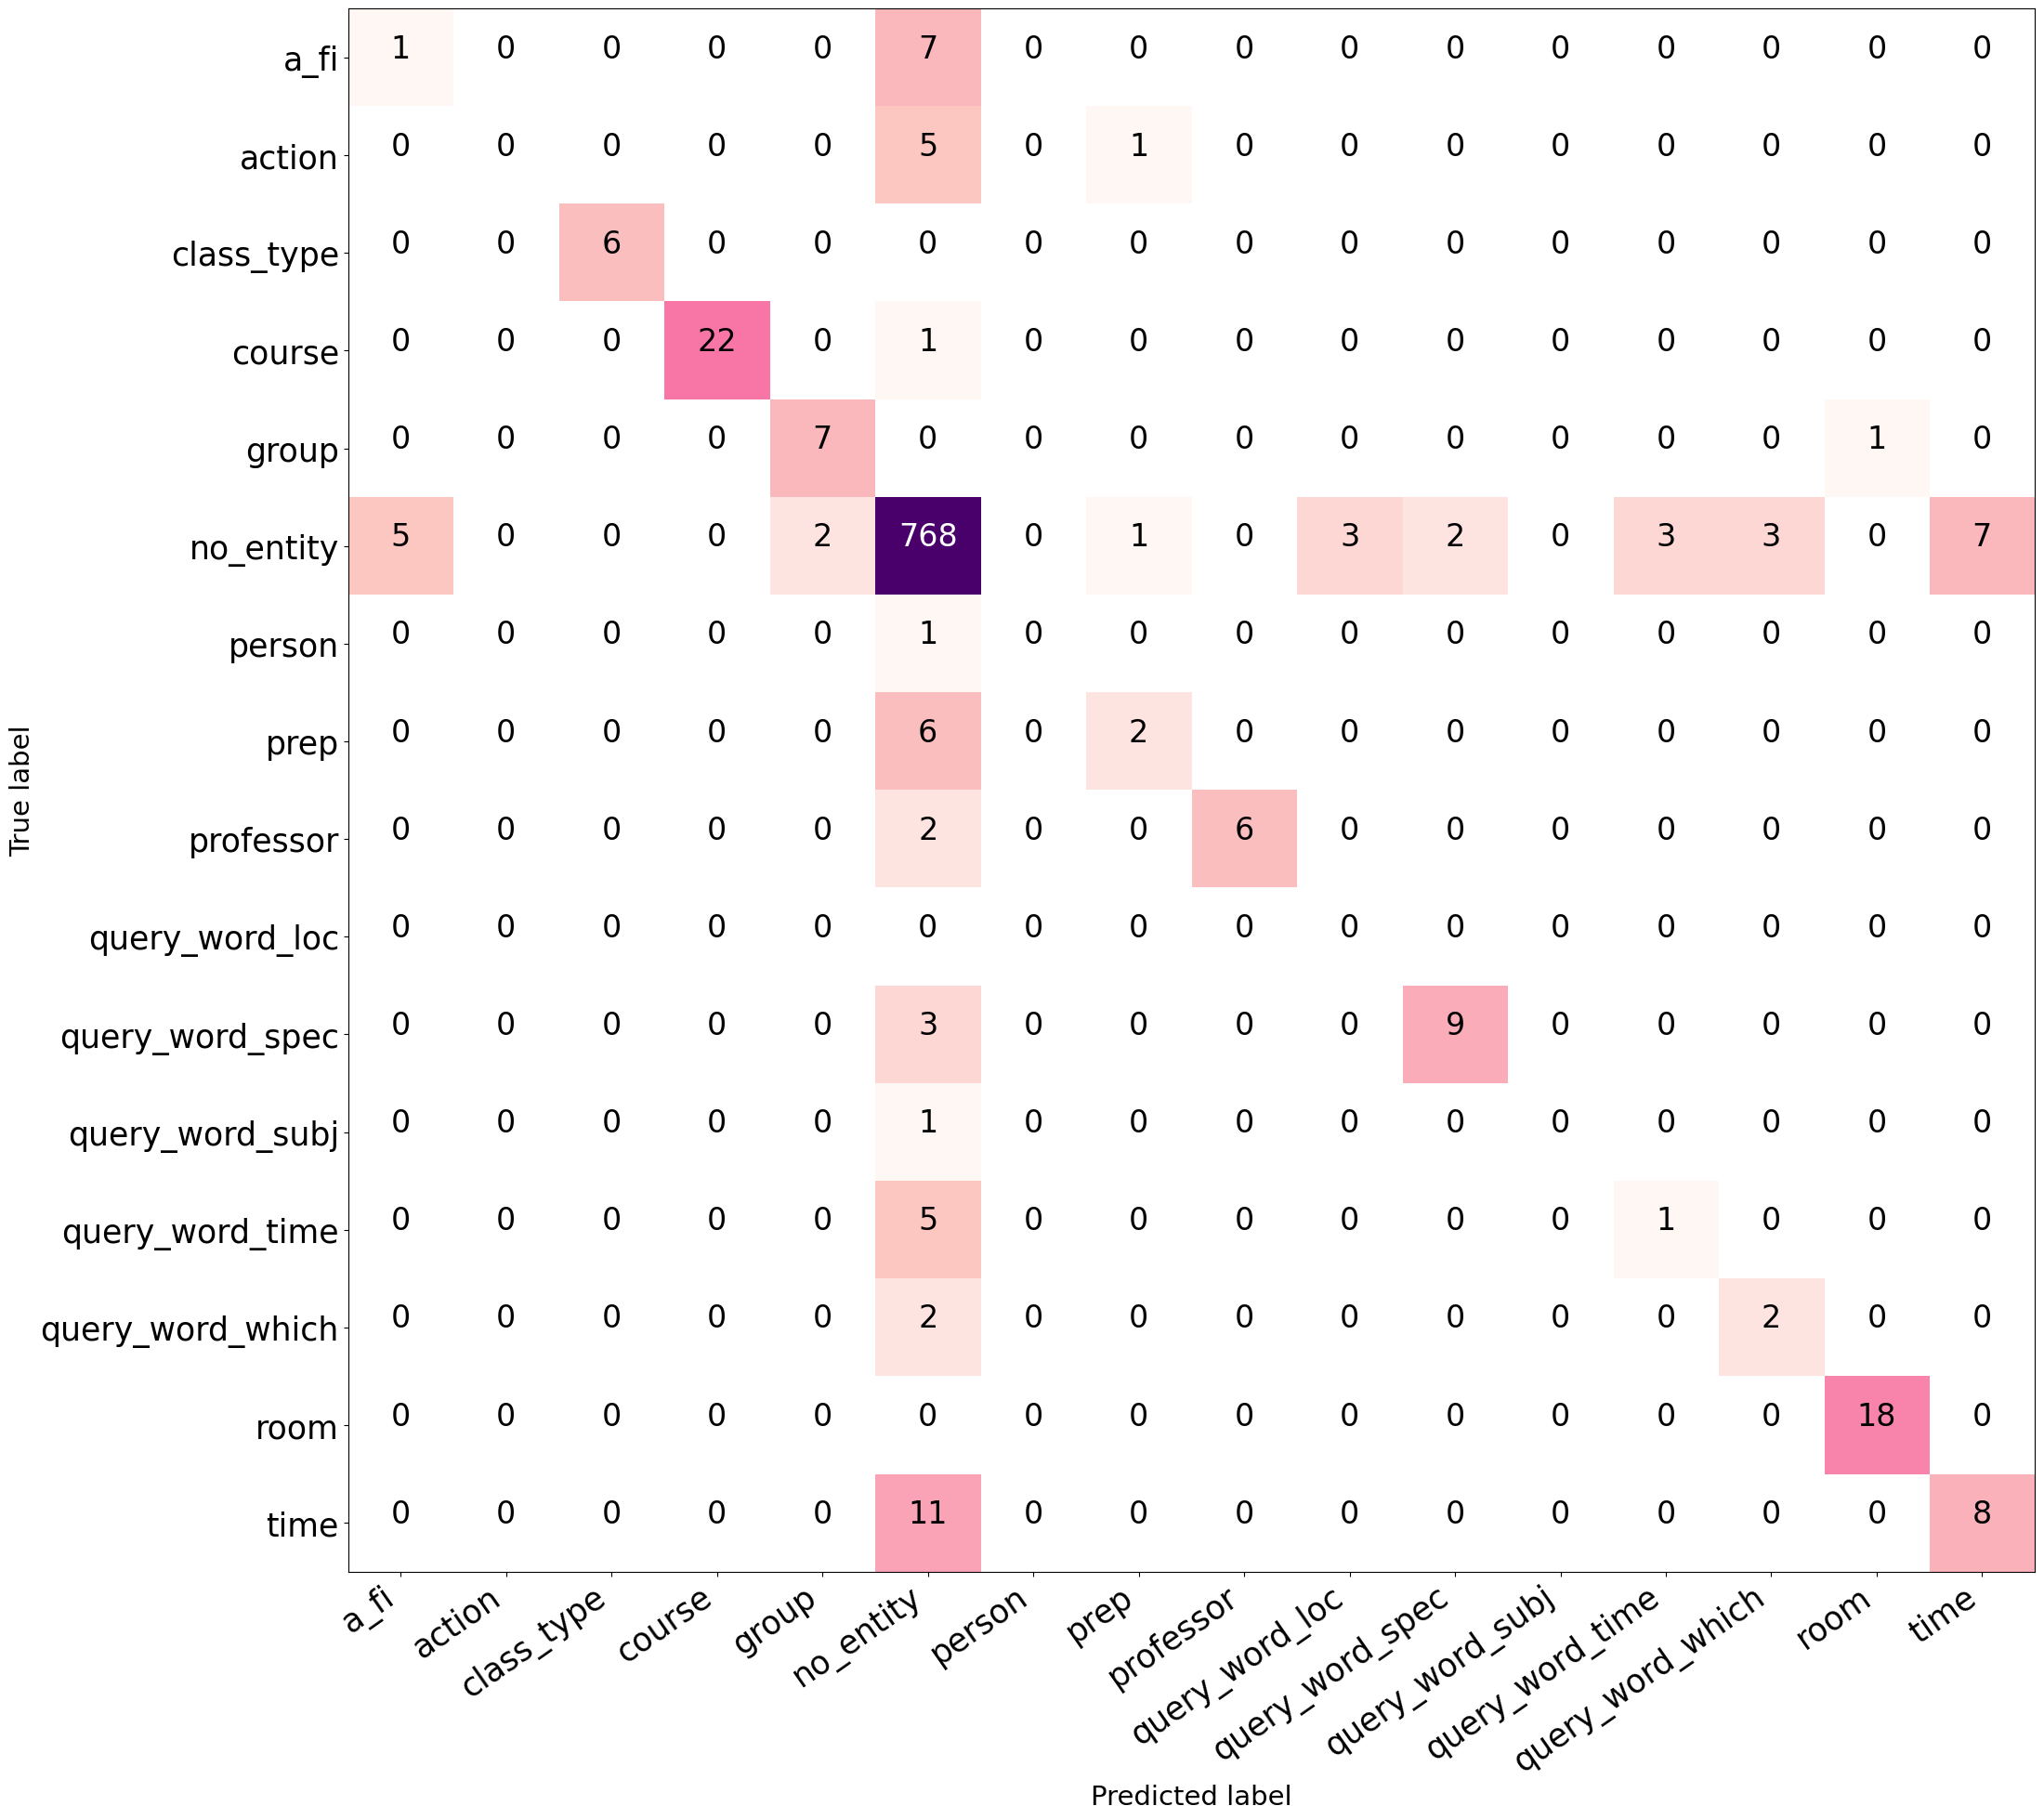 a_fi 1 0 0 0 0 7 0 0 0 0 0 0 0 0 0 0
action 0 0 0 0 0 5 0 1 0 0 0 0 0 0 0 0
class_type 0 0 6 0 0 0 0 0 0 0 0 0 0 0 0 0
course 0 0 0 22 0 1 0 0 0 0 0 0 0 0 0 0
group 0 0 0 0 7 0 0 0 0 0 0 0 0 0 1 0
no_entity 5 0 0 0 2 768 0 1 0 3 2 0 3 3 0 7
person 0 0 0 0 0 1 0 0 0 0 0 0 0 0 0 0
prep 0 0 0 0 0 6 0 2 0 0 0 0 0 0 0 0
professor 0 0 0 0 0 2 0 0 6 0 0 0 0 0 0 0
query_word_loc 0 0 0 0 0 0 0 0 0 0 0 0 0 0 0 0
query_word_spec 0 0 0 0 0 3 0 0 0 0 9 0 0 0 0 0
query_word_subj 0 0 0 0 0 1 0 0 0 0 0 0 0 0 0 0
query_word_time 0 0 0 0 0 5 0 0 0 0 0 0 1 0 0 0
query_word_which 0 0 0 0 0 2 0 0 0 0 0 0 0 2 0 0
room 0 0 0 0 0 0 0 0 0 0 0 0 0 0 18 0
time 0 0 0 0 0 11 0 0 0 0 0 0 0 0 0 8
True label
a_fi
action
class_type
course
group
no_entity
person
prep
professor
query_word_loc
query_word_spec
query_word_subj
query_word_time
query_word_which
room
time
Predicted label